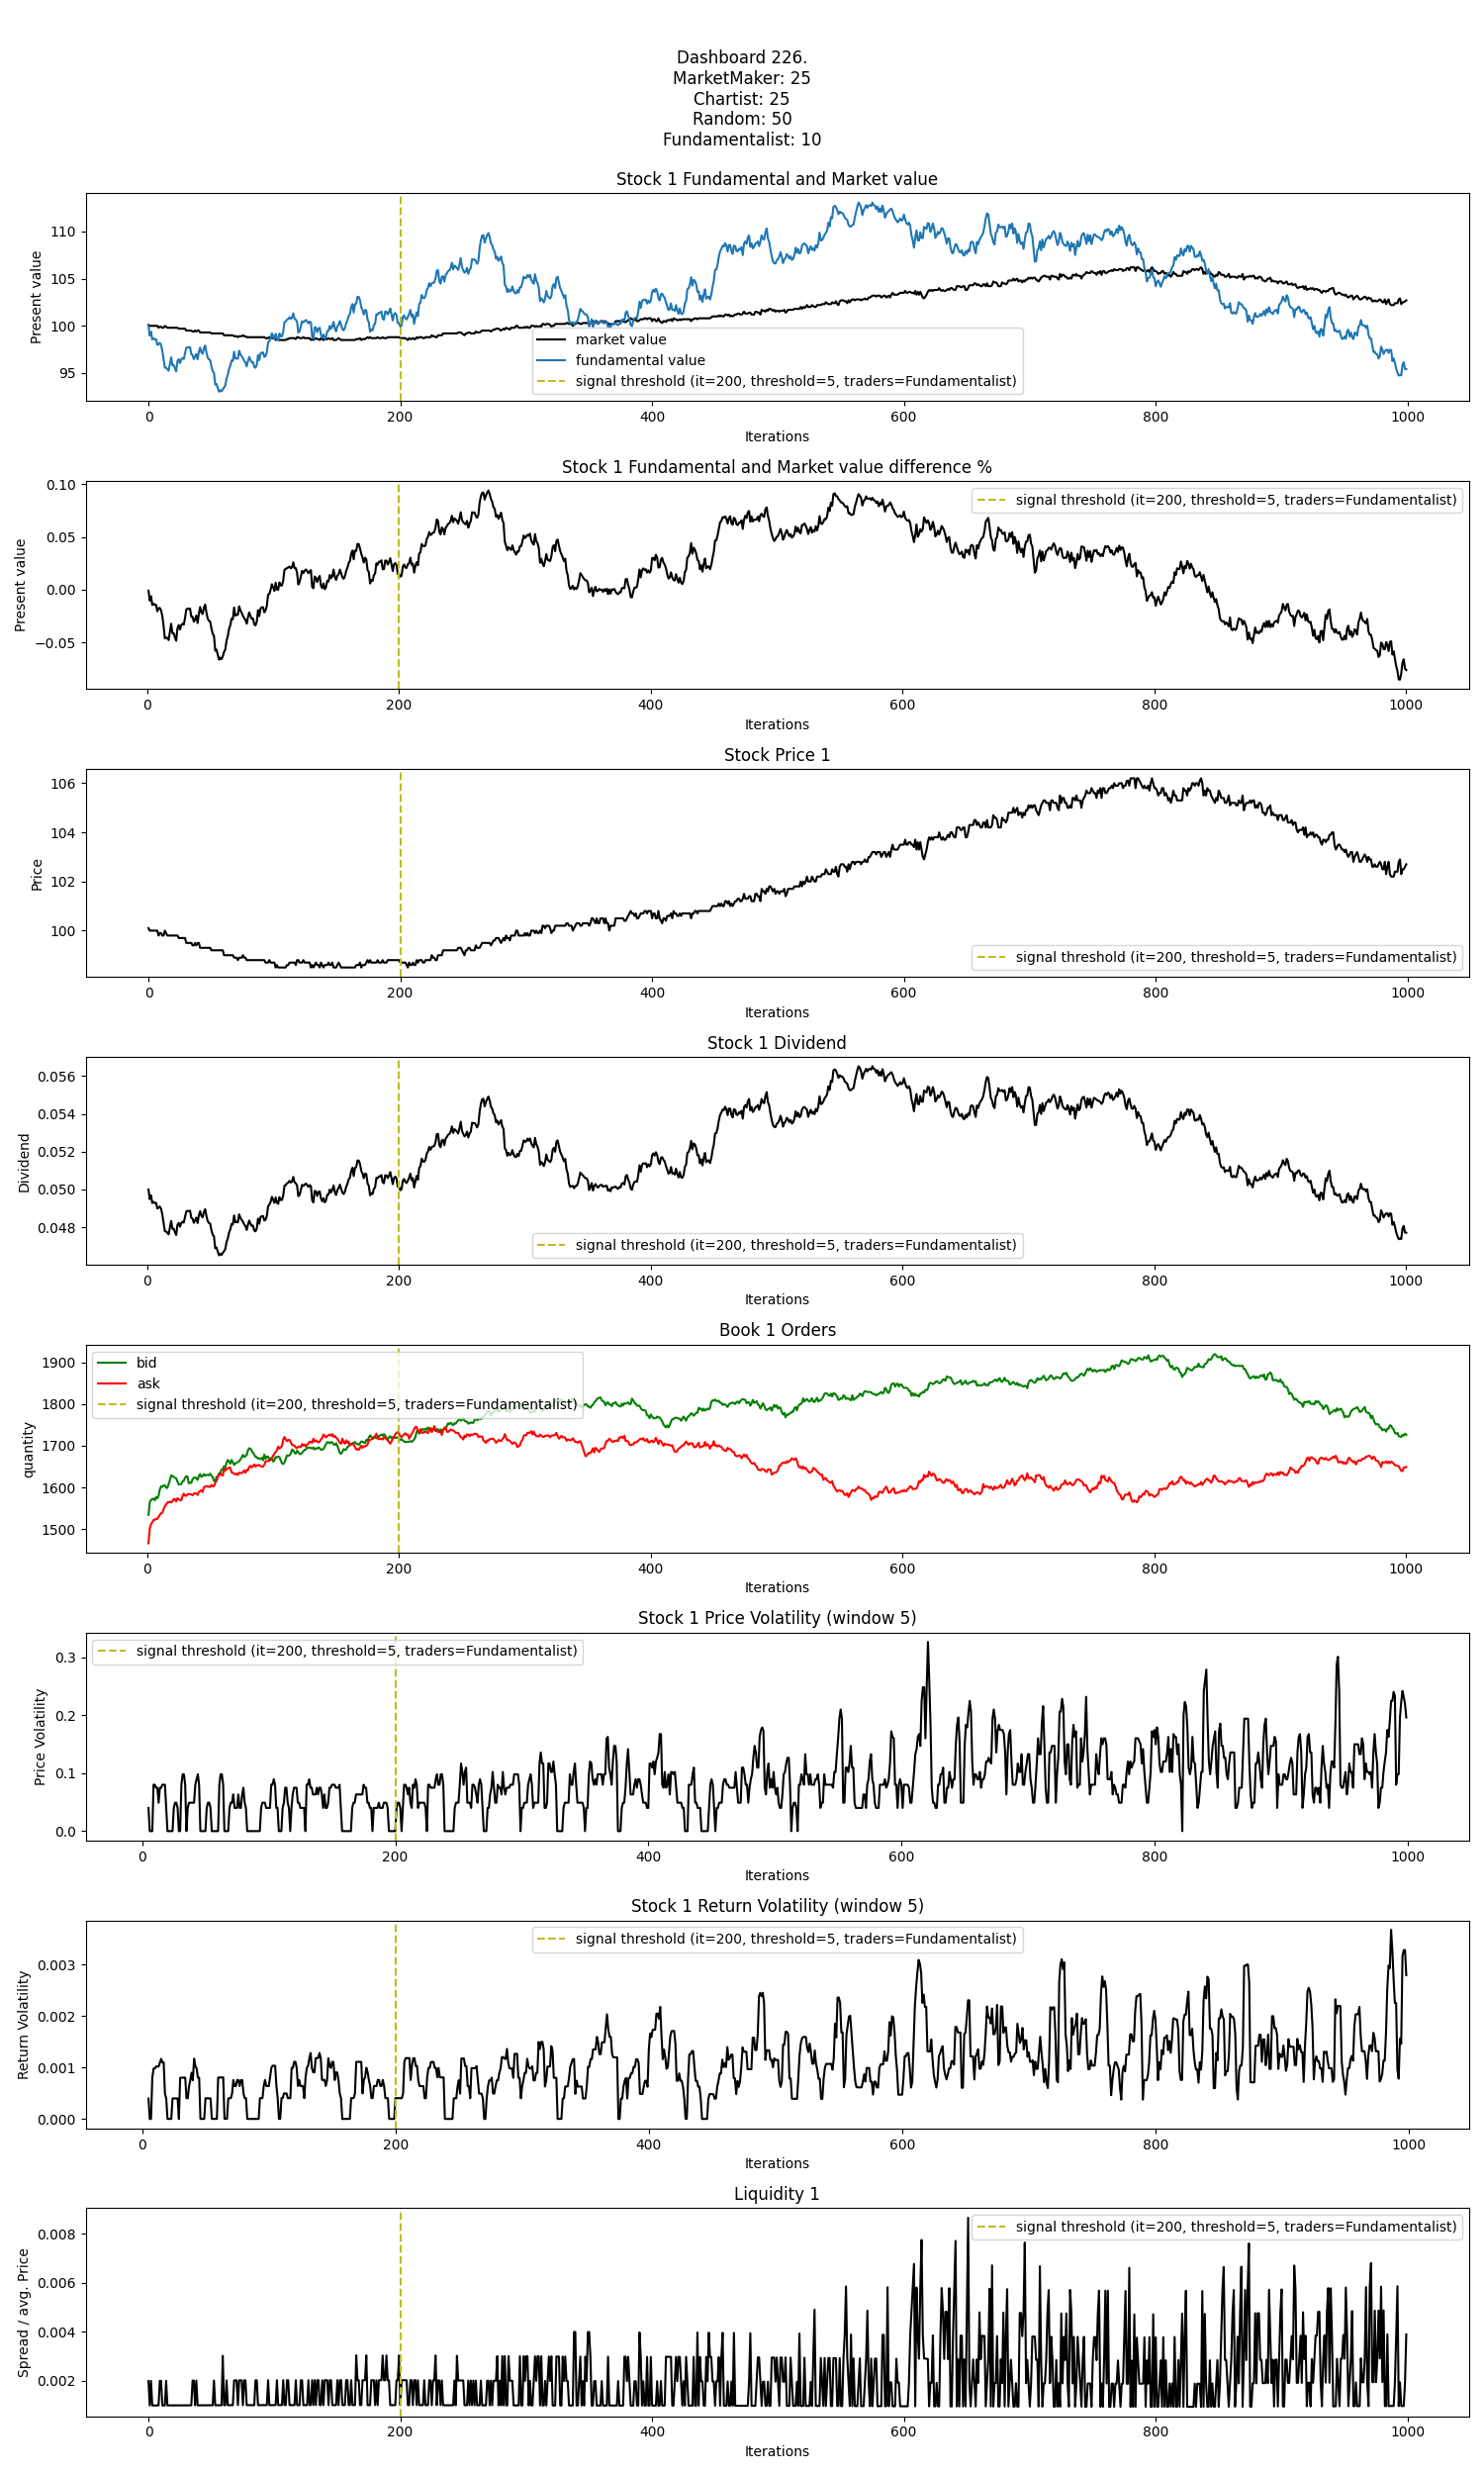 Dashboard 226.
MarketMaker: 25
Chartist: 25
Random: 50
Fundamentalist: 10
Stock 1 Fundamental and Market value
Present value
110
105
100
95
market value
fundamental value
signal threshold (it=200, threshold=5, traders=Fundamentalist)
0 200 400 600 800 1000
Iterations
Stock 1 Fundamental and Market value difference %
Present value
0.10
0.05
0.00
−0.05
signal threshold (it=200, threshold=5, traders=Fundamentalist)
0 200 400 600 800 1000
Iterations
Stock Price 1
Price
106
104
102
100
signal threshold (it=200, threshold=5, traders=Fundamentalist)
0 200 400 600 800 1000
Iterations
Stock 1 Dividend
Dividend
0.056
0.054
0.052
0.050
0.048
signal threshold (it=200, threshold=5, traders=Fundamentalist)
0 200 400 600 800 1000
Iterations
Book 1 Orders
quantity
1900
1800
1700
1600
1500
bid
ask
signal threshold (it=200, threshold=5, traders=Fundamentalist)
0 200 400 600 800 1000
Iterations
Stock 1 Price Volatility (window 5)
Price Volatility
0.3
0.2
0.1
0.0
signal threshold (it=200, threshold=5, traders=Fundamentalist)
0 200 400 600 800 1000
Iterations
Stock 1 Return Volatility (window 5)
Return Volatility
0.003
0.002
0.001
0.000
signal threshold (it=200, threshold=5, traders=Fundamentalist)
0 200 400 600 800 1000
Iterations
Liquidity 1
Spread / avg. Price
0.008
0.006
0.004
0.002
signal threshold (it=200, threshold=5, traders=Fundamentalist)
0 200 400 600 800 1000
Iterations